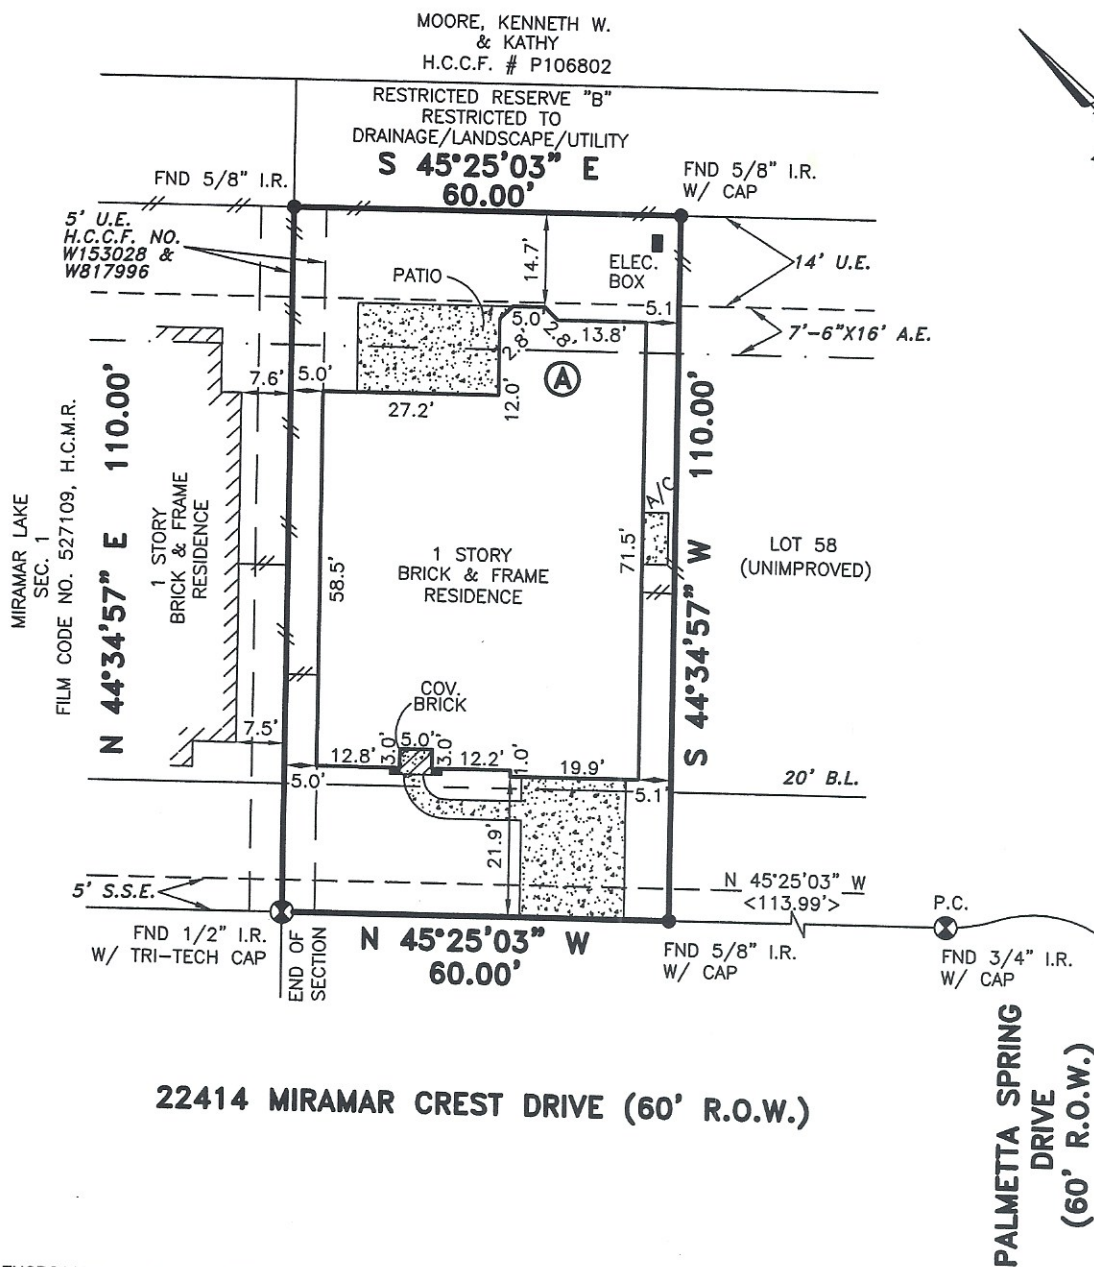 MOORE, KENNETH W.
& KATHY
H.C.C.F. # P106802
RESTRICTED RESERVE "B"
RESTRICTED TO
DRAINAGE/LANDSCAPE/UTILITY
S 45°25'03" E
60.00'
FND 5/8" I.R.
FND 5/8" I.R.
W/ CAP
5' U.E.
H.C.C.F. NO.
W153028 &
W817996
PATIO
14.7'
ELEC.
BOX
14' U.E.
5.1
5.0'
2.8'
2.8'
13.8'
7'-6"X16' A.E.
A
7.6'
5.0'
27.2'
12.0'
MIRAMAR LAKE
SEC. 1
FILM CODE NO. 527109, H.C.M.R.
N 44°34'57" E 110.00'
1 STORY
BRICK & FRAME
RESIDENCE
58.5'
1 STORY
BRICK & FRAME
RESIDENCE
71.5'
A/C
S 44°34'57" W 110.00'
LOT 58
(UNIMPROVED)
COV.
BRICK
7.5'
12.8'
3.0'
5.0'
3.0'
12.2'
1.0'
19.9'
5.0'
5.1'
20' B.L.
21.9'
5' S.S.E.
N 45°25'03" W
<113.99'>
P.C.
FND 1/2" I.R.
W/ TRI-TECH CAP
END OF
SECTION
N 45°25'03" W
60.00'
FND 5/8" I.R.
W/ CAP
FND 3/4" I.R.
W/ CAP
22414 MIRAMAR CREST DRIVE (60' R.O.W.)
PALMETTA SPRING
DRIVE
(60' R.O.W.)